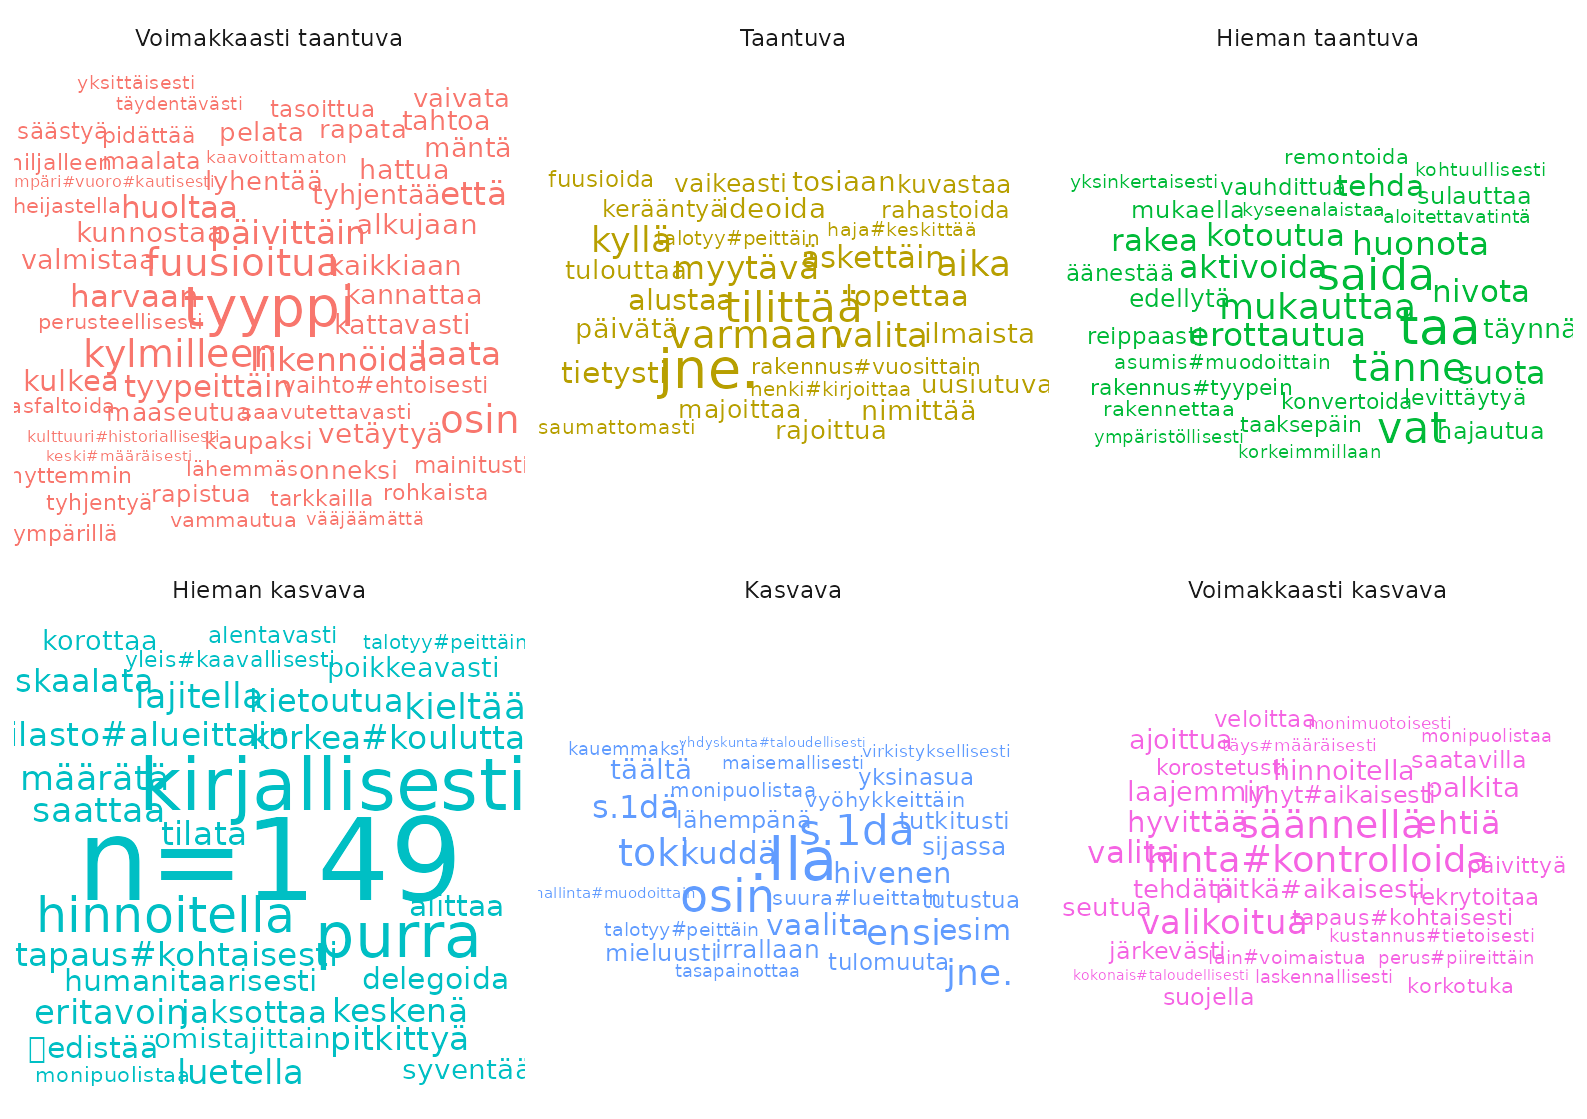 Voimakkaasti taantuva
yksittäisesti
täydentävästi
tasoittua
vaivata
säästyä
pidättää
pelata
rapata
tahtoa
hiljalleen
maalata
kaavoittamaton
hattua
mäntä
lyhentää
tyhjentää
että
heijastella
huoltaa
kunnostaa
päivittäin
alkujaan
valmistaa
fuusioitua
kaikkiaan
harvaan
tyyppi
kannattaa
perusteellisesti
kattavasti
kylmilleen
liikennöidä
laata
kulkea
tyypeittäin
vaihto#ehtoisesti
asfaltoida
maaseutua
saavutettavasti
osin
kulttuuri#historiallisesti
kaupaksi
vetäytyä
keski#määräisesti
lähemmäs
onneksi
mainitusti
tyhjentyä
rapistua
tarkkailla
rohkaista
ympärillä
vammautua
vääjäämättä
Taantuva
fuusioida
vaikeasti
tosiaan
kuvastaa
kerääntyä
ideoida
rahastoida
kyllä
talotyy#peittäin
haja#keskittää
tulouttaa
myytävä
äskettäin
aika
alustaa
tilittää
lopettaa
päivätä
varmaan
valita
ilmaista
tietysti
jne.
rakennus#vuosittain
henki#kirjoittaa
uusiutuva
majoittaa
nimittää
saumattomasti
rajoittua
Hieman taantuva
remontoida
kohtuullisesti
yksinkertaisesti
vauhdittua
tehda
sulauttaa
mukaella
kyseenalaistaa
aloitettavatintä
rakea
kotoutua
huonota
äänestää
aktivoida
saida
edellytä
mukauttaa
nivota
reippaasti
erottautua
taa
täynnä
asumis#muodoittain
tänne
suota
rakennus#tyypein
konvertoida
levittäytyä
rakennettaa
taaksepäin
vat
hajautua
ympäristöllisesti
korkeimmillaan
Hieman kasvava
korottaa
alentavasti
talotyy#peittäin
yleis#kaavallisesti
poikkeavasti
skaalata
lajitella
kietoutua
kieltää
ilasto#alueittain
korkea#koulutta
määrätä
kirjallisesti
saattaa
tilatä
n=149
hinnoitella
alittaa
purra
tapaus#kohtaisesti
humanitaarisesti
delegoida
eritavoin
jaksottaa
keskenä
edistää
omistajittain
pitkittyä
monipuolistaa
luetella
syventää
Kasvava
kauemmaksi
yhdyskunta#taloudellisesti
virkistyksellisesti
täältä
maisemallisesti
yksinasua
monipuolistaa
vyöhykkeittäin
s.1dä
lähempänä
s.1da
tutkitusti
tokkuddä
.lla
sijassa
hivenen
hallinta#muodoittain
osin
suura#lueittain
tutustua
talotyy#peittäin
vaalita
ensi
esim
mieluusti
irrallaan
tasapainottaa
tulomuuta
jne.
Voimakkaasti kasvava
veloittaa
monimuotoisesti
ajoittua
täys#määräisesti
monipuolistaa
korostetusti
hinnoitella
saatavilla
laajemmin
lyhyt#aikaisesti
palkita
hyvittää
säännellä
ehtiä
valita
hinta#kontrolloida
päivittyä
tehdätä
pitkä#aikaisesti
rekrytoitaa
seutua
valikoitua
tapaus#kohtaisesti
kustannus#tietoisesti
järkevästi
lain#voimaistua
perus#piireittäin
kokonais#taloudellisesti
laskennallisesti
korkotuka
suojella